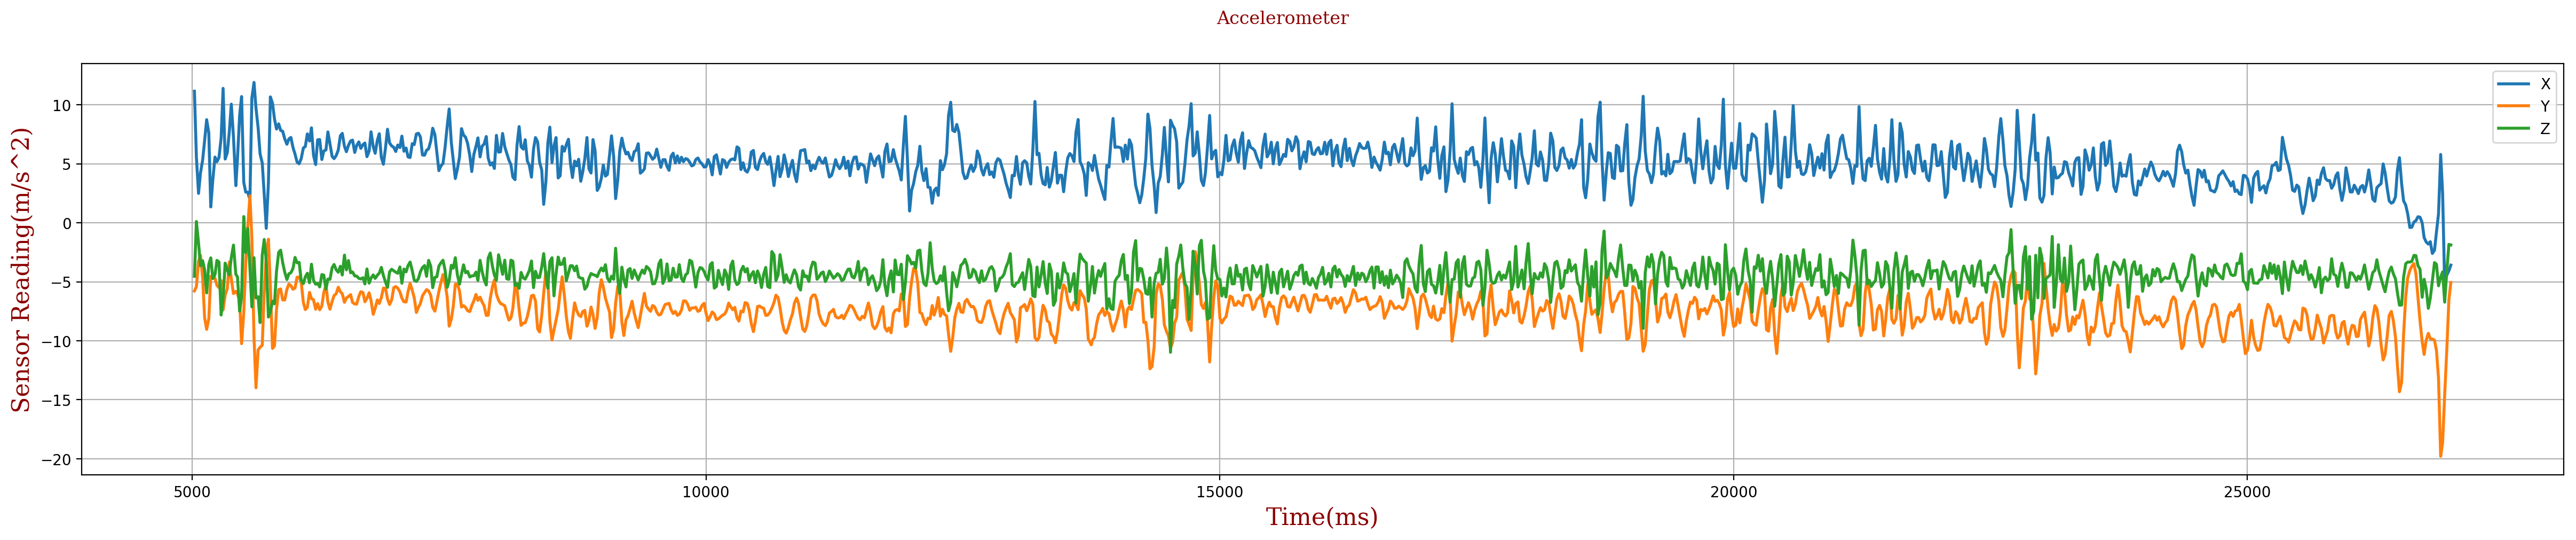 Accelerometer
X
Y
Z
10
5
0
−5
−10
−15
−20
Sensor Reading(m/s^2)
5000 10000 15000 20000 25000
Time(ms)